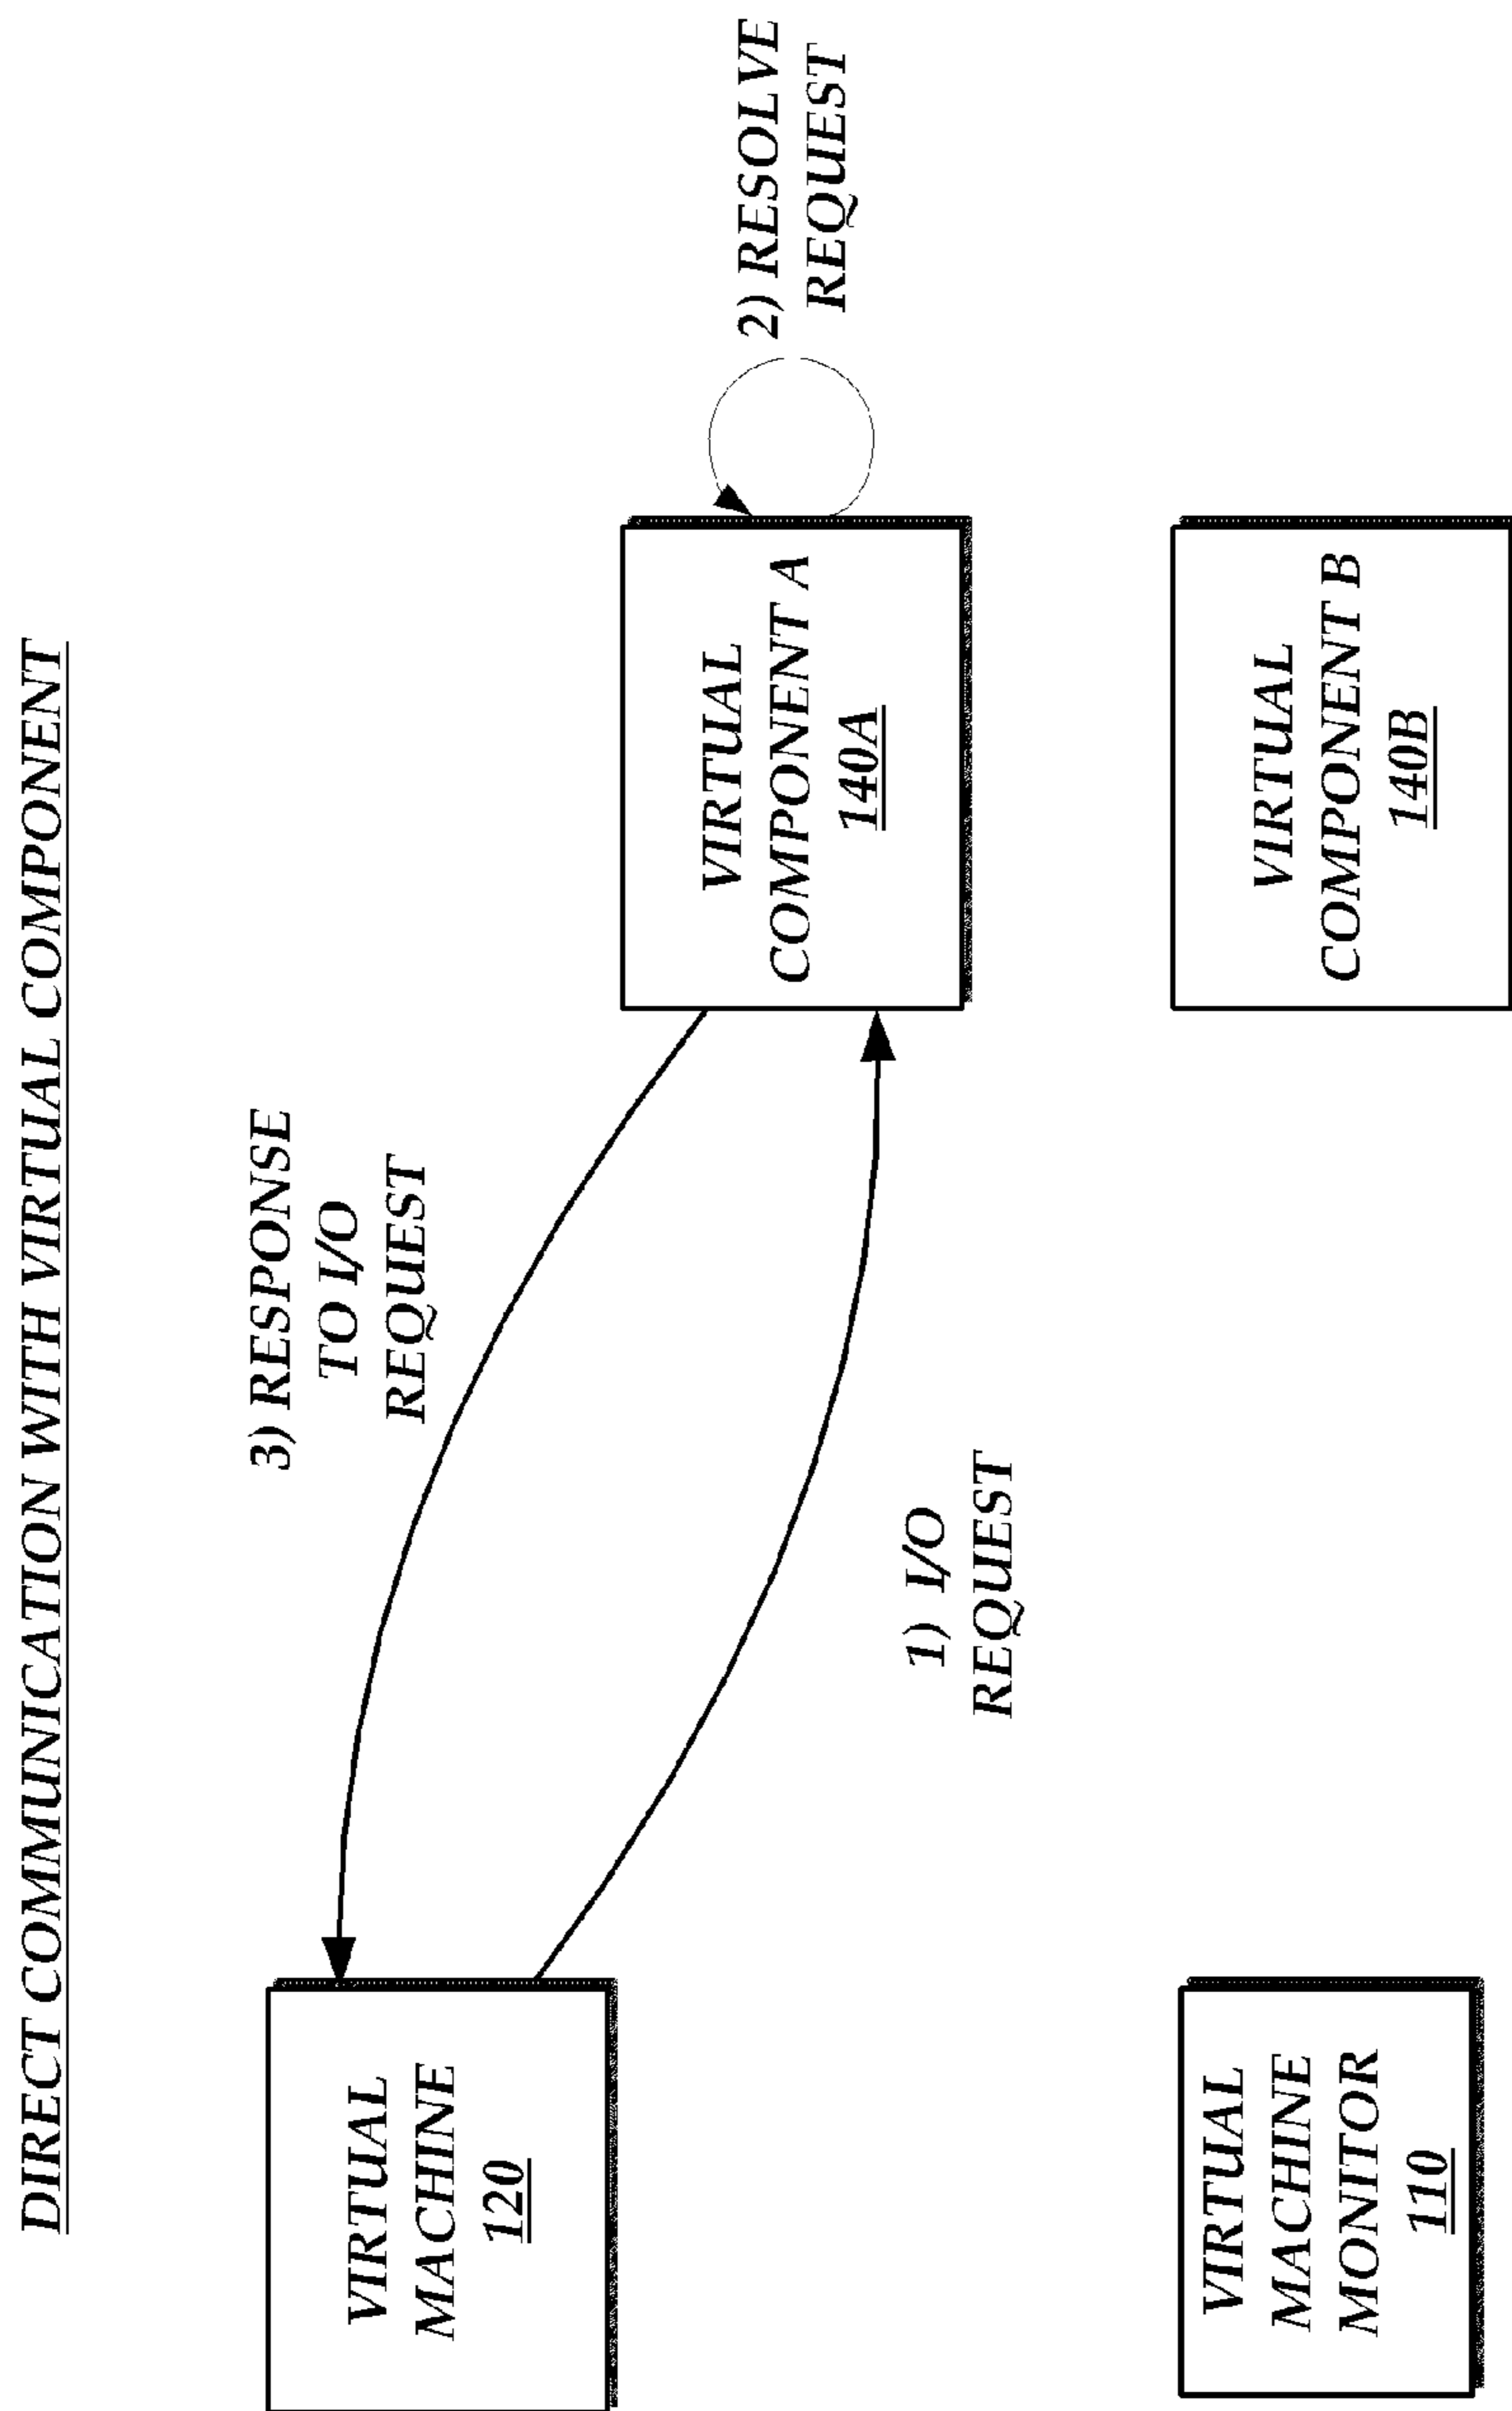 DIRECT COMMUNICATION WITH VIRTUAL COMPONENT
VIRTUAL
MACHINE
120
3) RESPONSE
TO I/O
REQUEST
1) I/O
REQUEST
VIRTUAL
COMPONENT A
140A
2) RESOLVE
REQUEST
VIRTUAL
MACHINE
MONITOR
110
VIRTUAL
COMPONENT B
140B